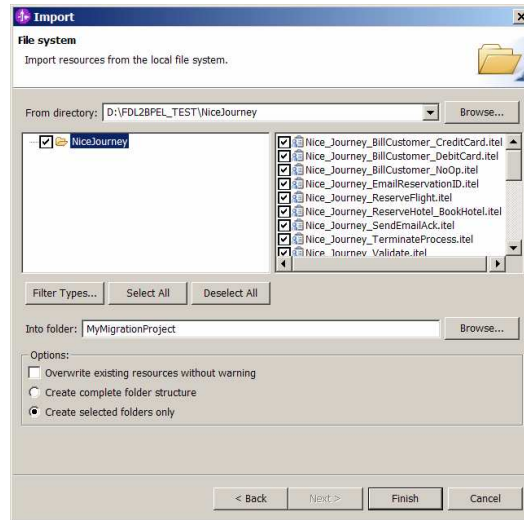 Import
File system
Import resources from the local file system.
From directory: D:\FDL2BPEL_TEST\NiceJourney Browse...
NiceJourney
Nice_Journey_BillCustomer_CreditCard.itel
Nice_Journey_BillCustomer_DebitCard.itel
Nice_Journey_BillCustomer_NoOp.itel
Nice_Journey_EmailReservationID.itel
Nice_Journey_ReserveFlight.itel
Nice_Journey_ReserveHotel_BookHotel.itel
Nice_Journey_SendEmailAck.itel
Nice_Journey_TerminateProcess.itel
Nice_Journey_Validate.itel
Filter Types... Select All Deselect All
Into folder: MyMigrationProject Browse...
Options:
Overwrite existing resources without warning
Create complete folder structure
Create selected folders only
< Back Next > Finish Cancel